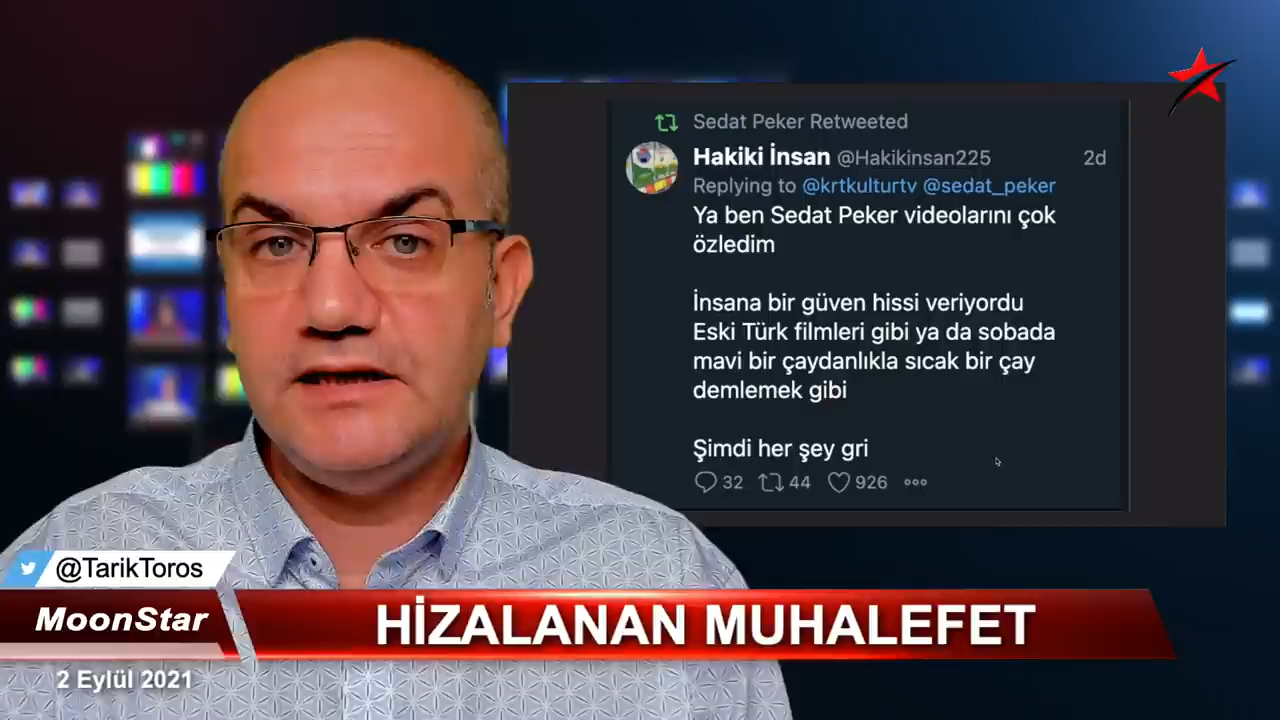 Sedat Peker Retweeted
Hakiki İnsan @Hakikinsan225 2d
Replying to @krtkulturtv @sedat_peker
Ya ben Sedat Peker videolarını çok
özledim
İnsana bir güven hissi veriyordu
Eski Türk filmleri gibi ya da sobada
mavi bir çaydanlıkla sıcak bir çay
demlemek gibi
Şimdi her şey gri
32 44 926
@TarikToros
MoonStar
HİZALANAN MUHALEFET
2 Eylül 2021